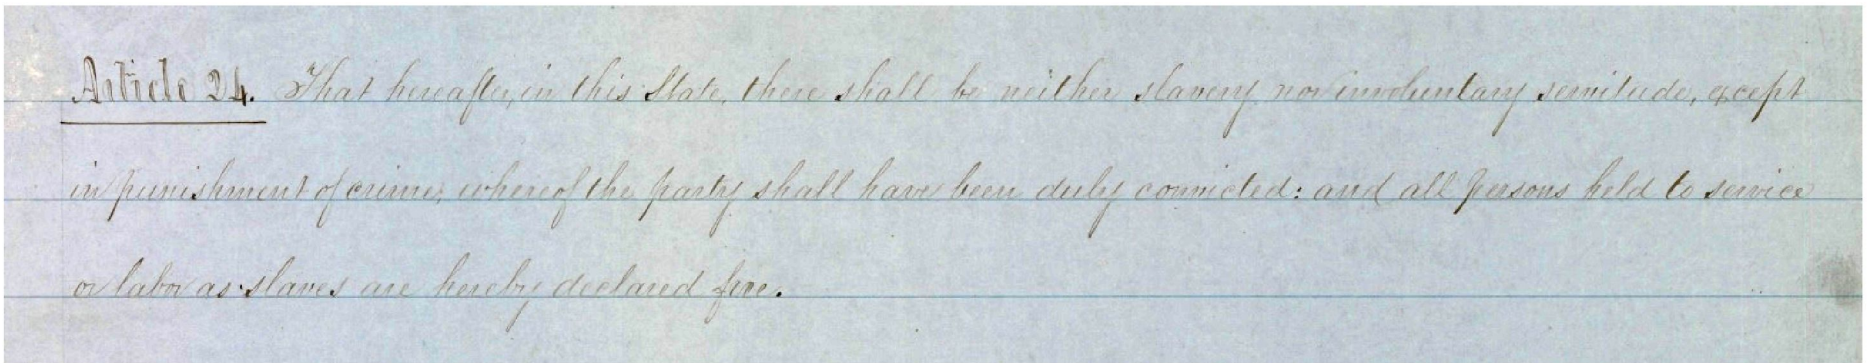 Article 24. That hereafter, in this State, there shall be neither slavery nor involuntary servitude, except
in punishment of crime, whereof the party shall have been duly convicted: and all persons held to service
or labor as slaves are hereby declared free.